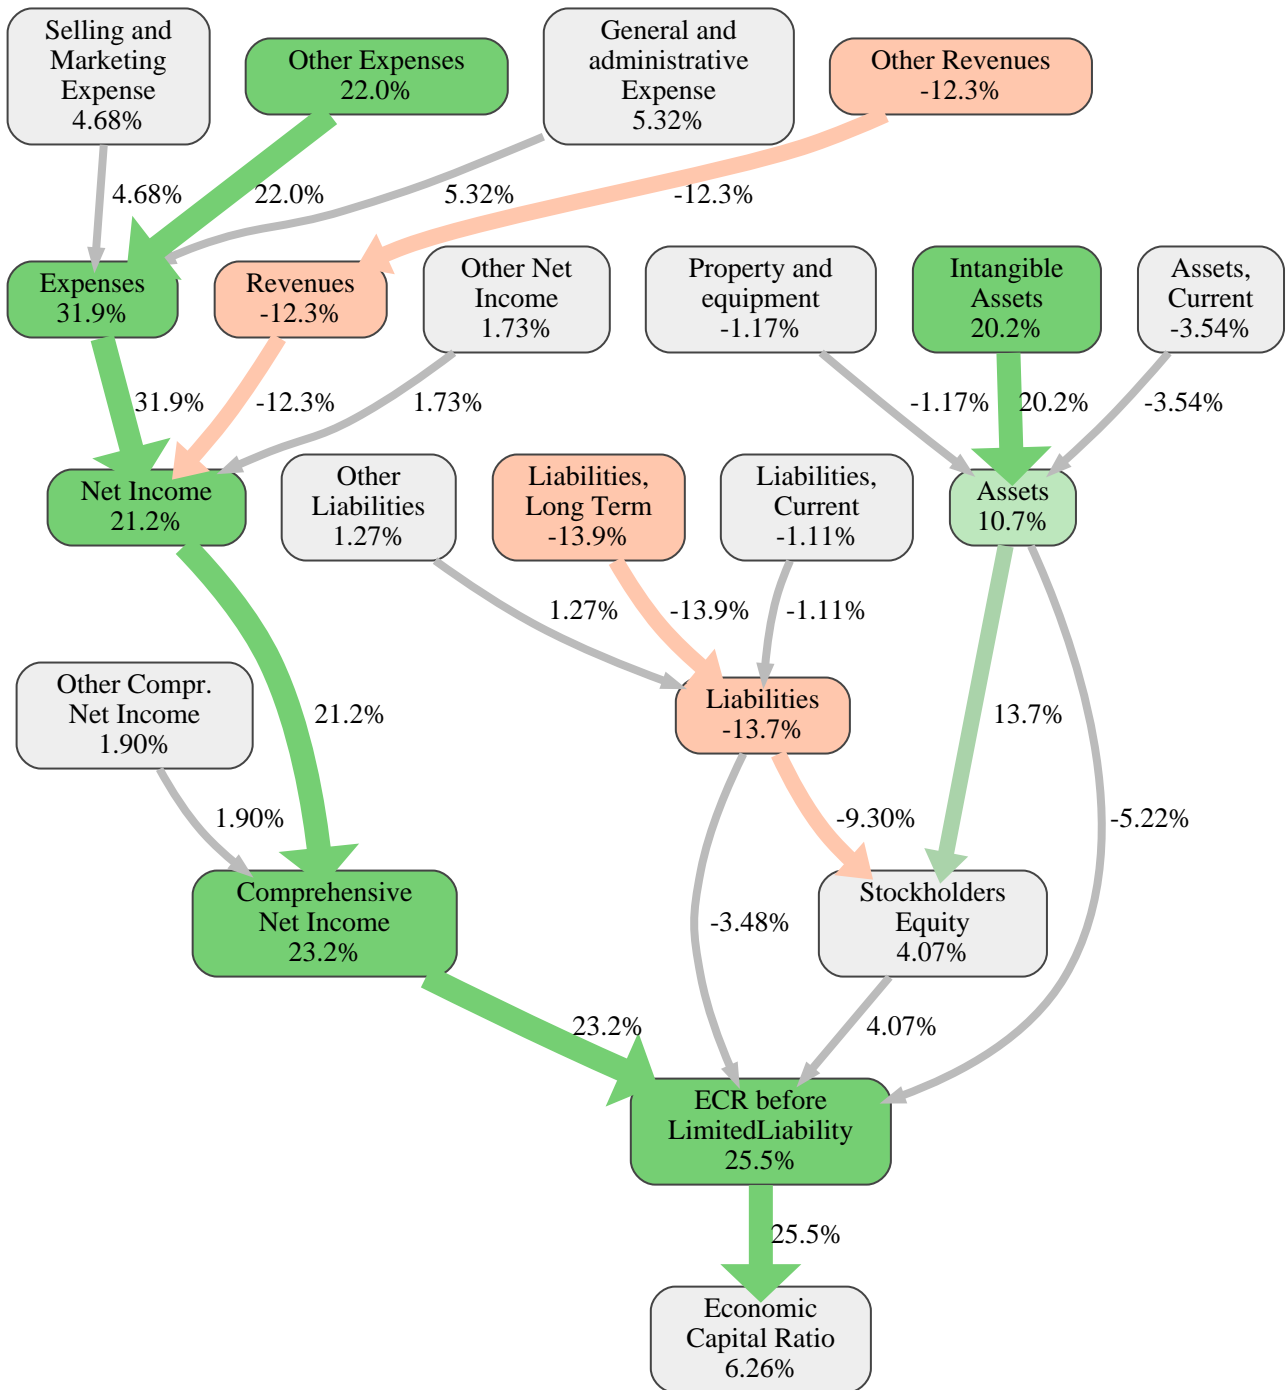 Selling and
Marketing
Expense
4.68%
Other Expenses
22.0%
General and
administrative
Expense
5.32%
Other Revenues
-12.3%
4.68%
22.0%
5.32%
-12.3%
Expenses
31.9%
Revenues
-12.3%
Other Net
Income
1.73%
Property and
equipment
-1.17%
Intangible
Assets
20.2%
Assets,
Current
-3.54%
31.9%
-12.3%
1.73%
-1.17%
20.2%
-3.54%
Net Income
21.2%
Other
Liabilities
1.27%
Liabilities,
Long Term
-13.9%
Liabilities,
Current
-1.11%
Assets
10.7%
1.27%
-13.9%
-1.11%
Other Compr.
Net Income
1.90%
21.2%
Liabilities
-13.7%
13.7%
1.90%
-9.30%
-5.22%
Comprehensive
Net Income
23.2%
-3.48%
Stockholders
Equity
4.07%
23.2%
4.07%
ECR before
LimitedLiability
25.5%
25.5%
Economic
Capital Ratio
6.26%